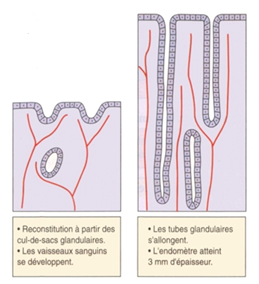 • Reconstitution à partir des
cul-de-sacs glandulaires.
• Les vaisseaux sanguins
se développent.
• Les tubes glandulaires
s'allongent.
• L'endomètre atteint
3 mm d'épaisseur.